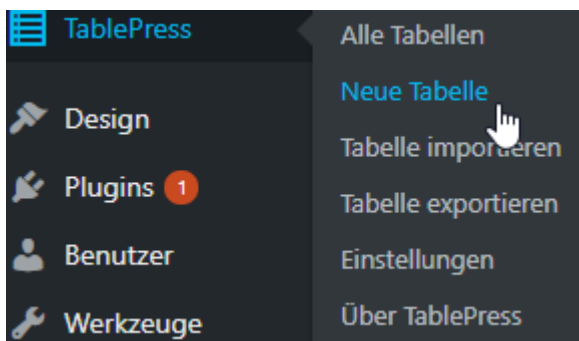 TablePress
Design
Plugins 1
Benutzer
Werkzeuge
Alle Tabellen
Neue Tabelle
Tabelle importieren
Tabelle exportieren
Einstellungen
Über TablePress